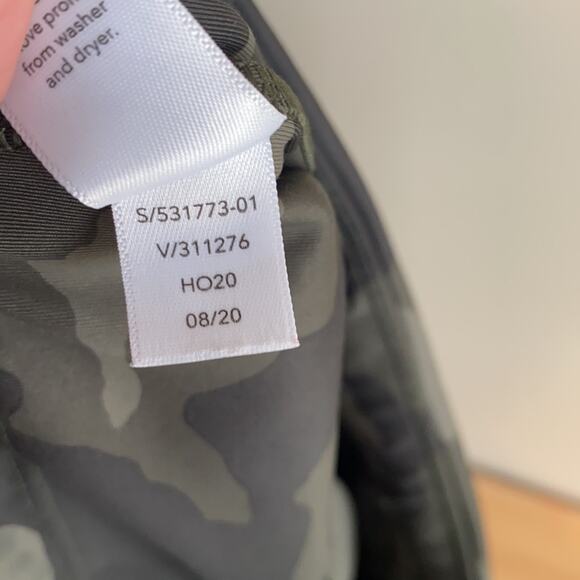 from washer
and dryer.
S/531773-01
V/311276
HO20
08/20